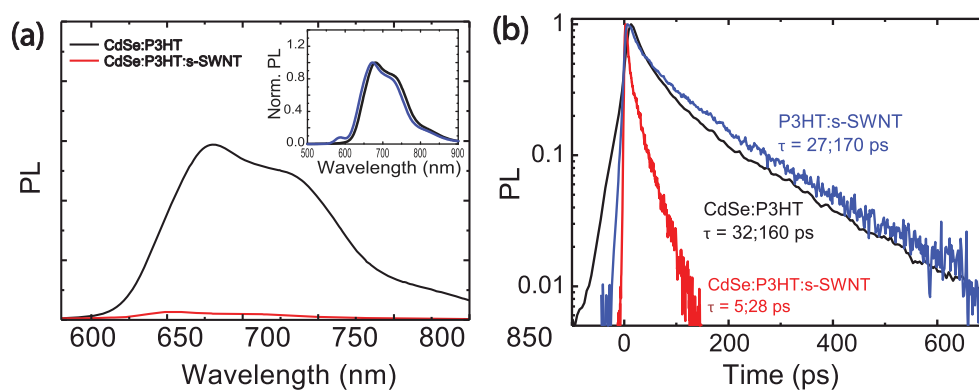 (a)
CdSe:P3HT
CdSe:P3HT:s-SWNT
PL
600 650 700 750 800 850
Wavelength (nm)
Norm. PL
1.2
0.8
0.4
0.0
500 600 700 800 900
Wavelength (nm)
(b)
PL
1
0.1
0.01
P3HT:s-SWNT
τ = 27;170 ps
CdSe:P3HT
τ = 32;160 ps
CdSe:P3HT:s-SWNT
τ = 5;28 ps
0 200 400 600
Time (ps)